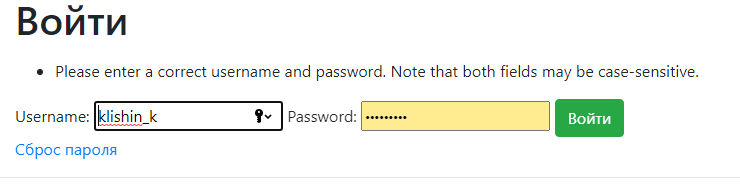 Войти
Please enter a correct username and password. Note that both fields may be case-sensitive.
Username: klishin_k Password: ••••••••• Войти
Сброс пароля